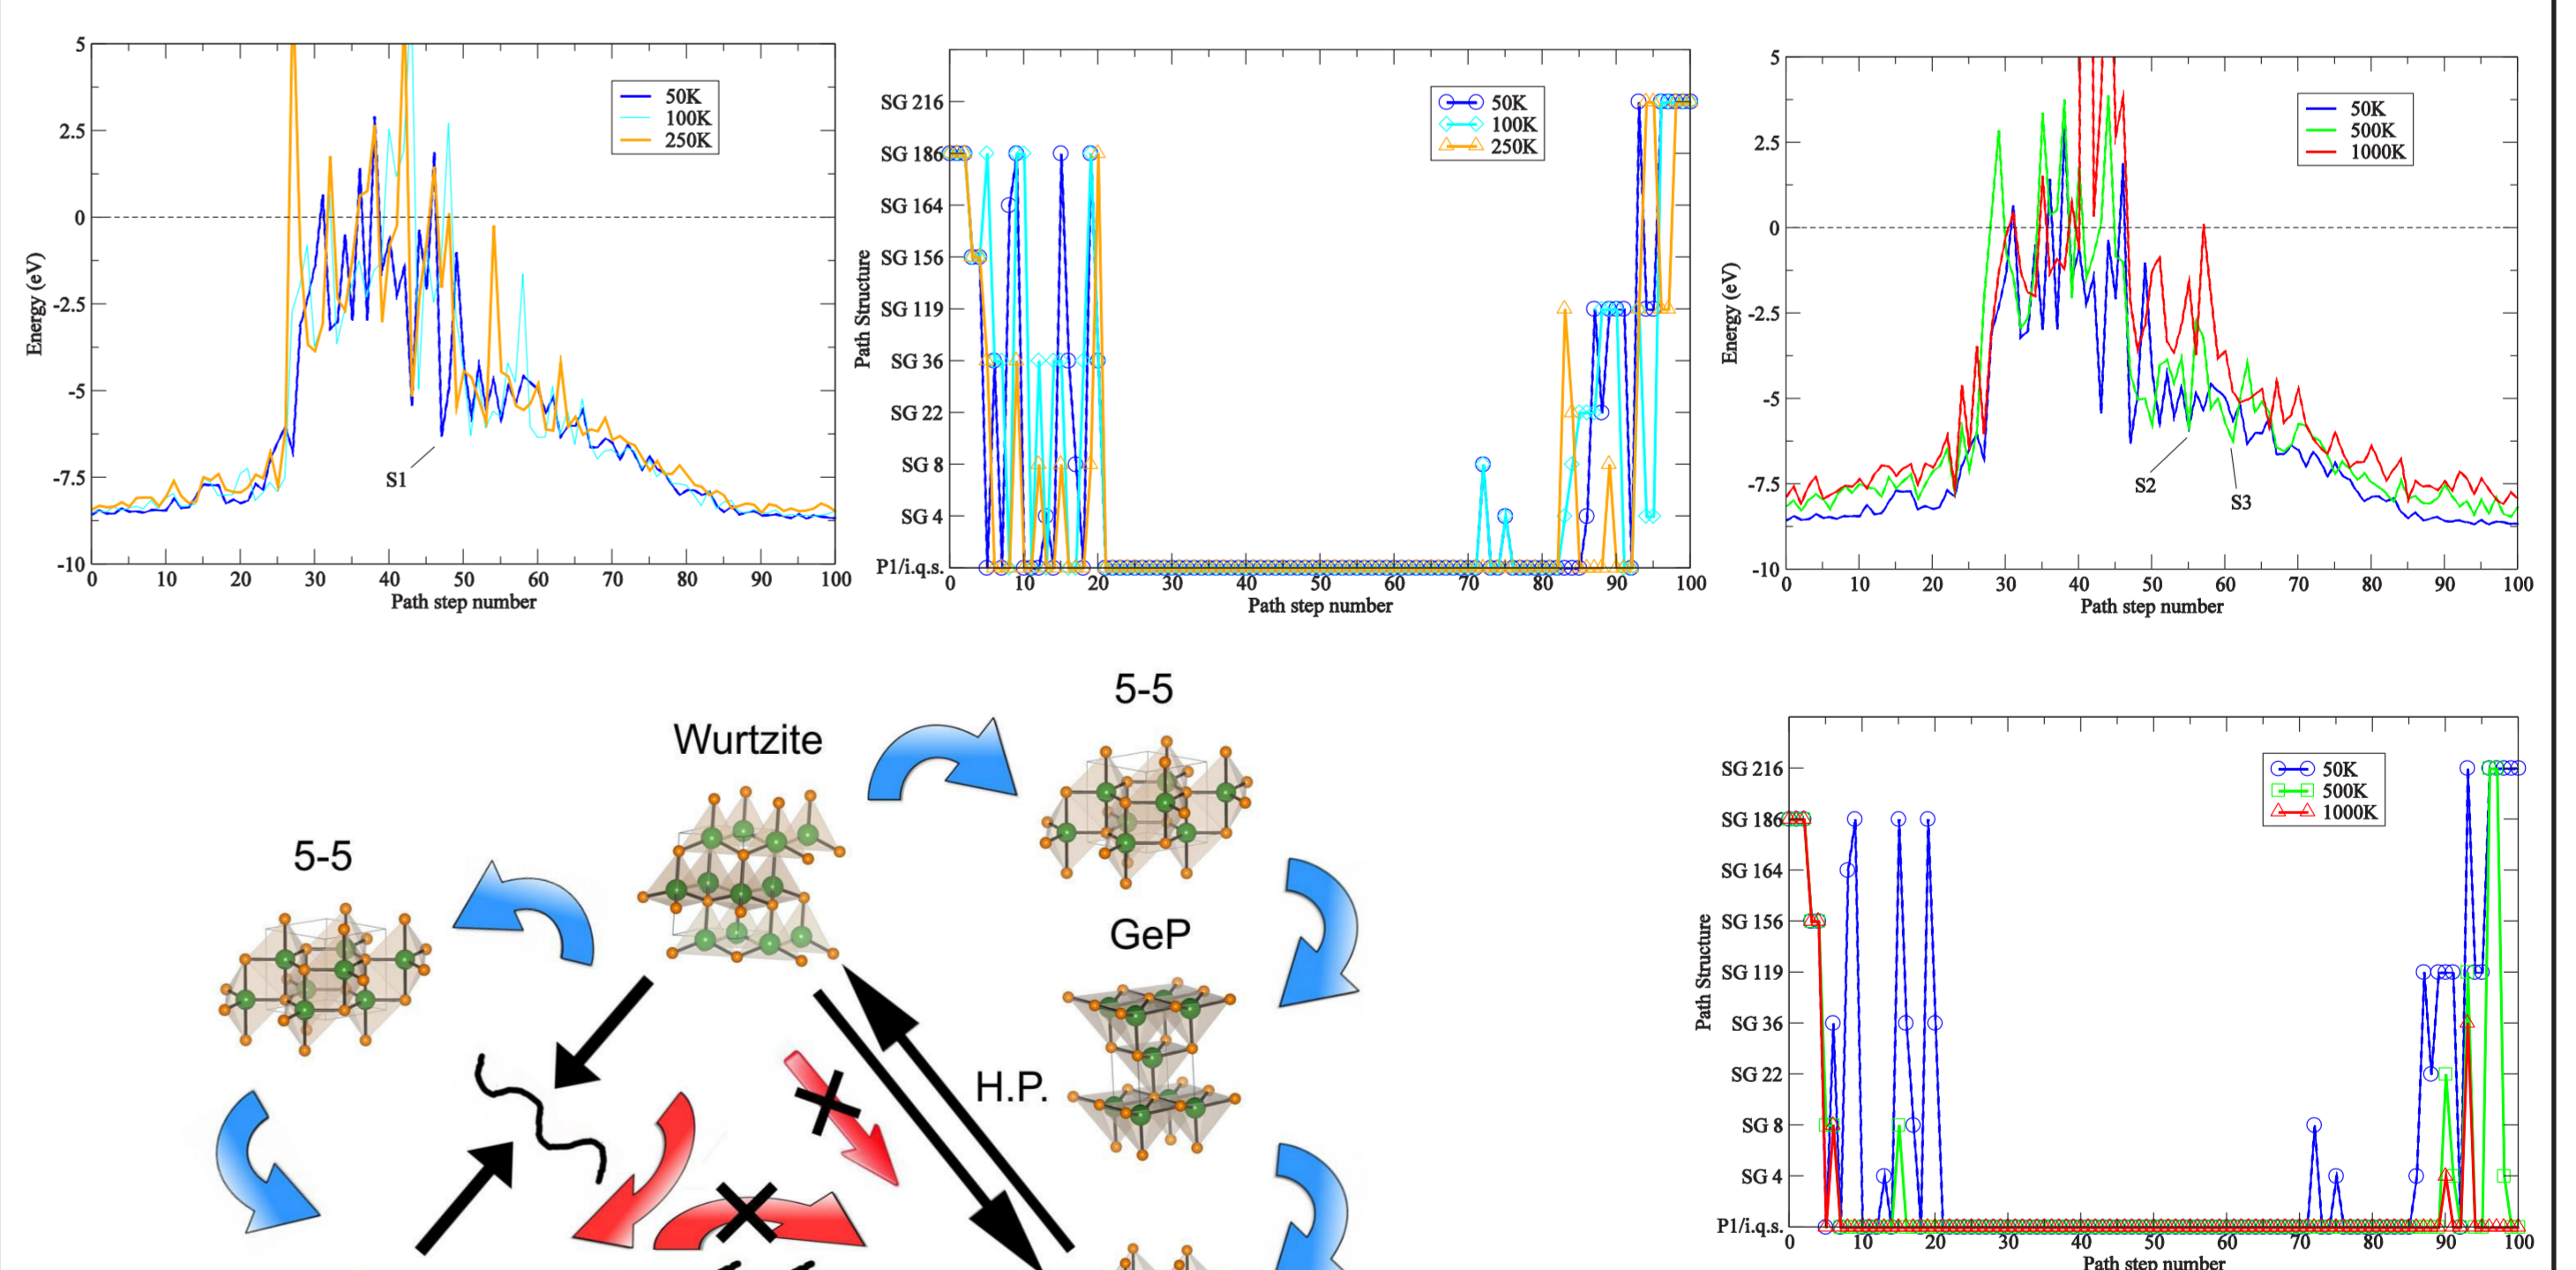 5
2.5
0
-2.5
-5
-7.5
-10
Energy (eV)
50K
100K
250K
S1
0 10 20 30 40 50 60 70 80 90 100
Path step number
SG 216
SG 186
SG 164
SG 156
SG 119
SG 36
SG 22
SG 8
SG 4
P1/i.q.s.
Path Structure
50K
100K
250K
0 10 20 30 40 50 60 70 80 90 100
Path step number
5
2.5
0
-2.5
-5
-7.5
-10
Energy (eV)
50K
500K
1000K
S2
S3
0 10 20 30 40 50 60 70 80 90 100
Path step number
5-5
Wurtzite
5-5
GeP
H.P.
SG 216
SG 186
SG 164
SG 156
SG 119
SG 36
SG 22
SG 8
SG 4
P1/i.q.s.
Path Structure
50K
500K
1000K
0 10 20 30 40 50 60 70 80 90 100
Path step number